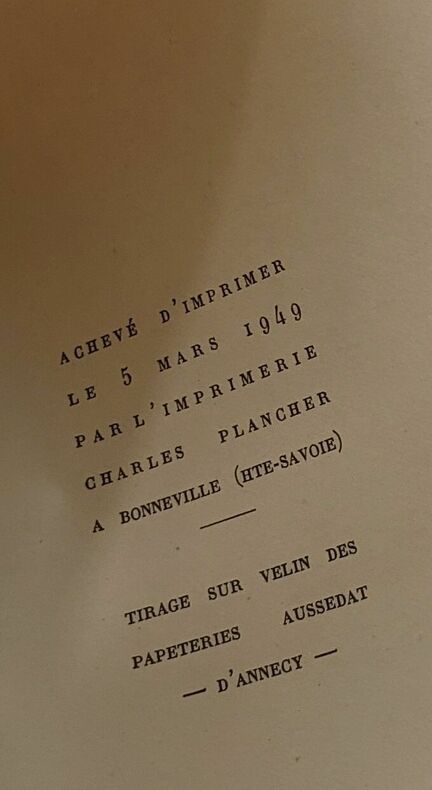 ACHEVÉ D'IMPRIMER
LE 5 MARS 1949
PAR L'IMPRIMERIE
CHARLES PLANCHER
A BONNEVILLE (HTE-SAVOIE)
TIRAGE SUR VELIN DES
PAPETERIES AUSSEDAT
— D'ANNECY —